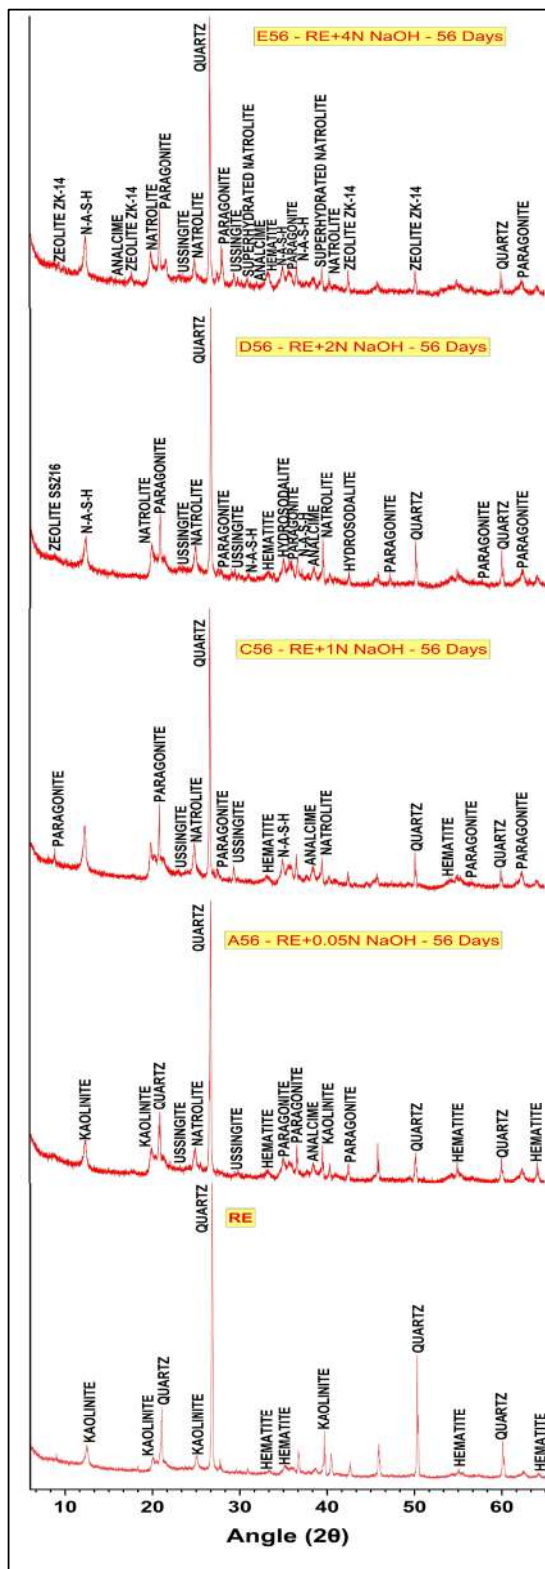 E56 - RE+4N NaOH - 56 Days
QUARTZ
ZEOLITE ZK-14
N-A-S-H
ANALCIME
ZEOLITE ZK-14
NATROLITE
PARAGONITE
USSINGITE
NATROLITE
PARAGONITE
USSINGITE
SUPERHYDRATED NATROLITE
ANALCIME
HEMATITE
N-A-S-H
PARAGONITE
N-A-S-H
SUPERHYDRATED NATROLITE
NATROLITE
ZEOLITE ZK-14
ZEOLITE ZK-14
QUARTZ
PARAGONITE
D56 - RE+2N NaOH - 56 Days
QUARTZ
ZEOLITE SSZ16
N-A-S-H
NATROLITE
PARAGONITE
USSINGITE
NATROLITE
PARAGONITE
USSINGITE
N-A-S-H
HEMATITE
HYDROSODALITE
PARAGONITE
N-A-S-H
ANALCIME
NATROLITE
HYDROSODALITE
PARAGONITE
QUARTZ
PARAGONITE
QUARTZ
PARAGONITE
C56 - RE+1N NaOH - 56 Days
QUARTZ
PARAGONITE
PARAGONITE
USSINGITE
NATROLITE
PARAGONITE
USSINGITE
HEMATITE
N-A-S-H
ANALCIME
NATROLITE
QUARTZ
HEMATITE
PARAGONITE
QUARTZ
PARAGONITE
A56 - RE+0.05N NaOH - 56 Days
QUARTZ
KAOLINITE
KAOLINITE
QUARTZ
USSINGITE
NATROLITE
USSINGITE
HEMATITE
PARAGONITE
PARAGONITE
ANALCIME
KAOLINITE
PARAGONITE
QUARTZ
HEMATITE
QUARTZ
HEMATITE
RE
QUARTZ
KAOLINITE
KAOLINITE
QUARTZ
KAOLINITE
HEMATITE
HEMATITE
KAOLINITE
QUARTZ
HEMATITE
QUARTZ
HEMATITE
10 20 30 40 50 60
Angle (2θ)